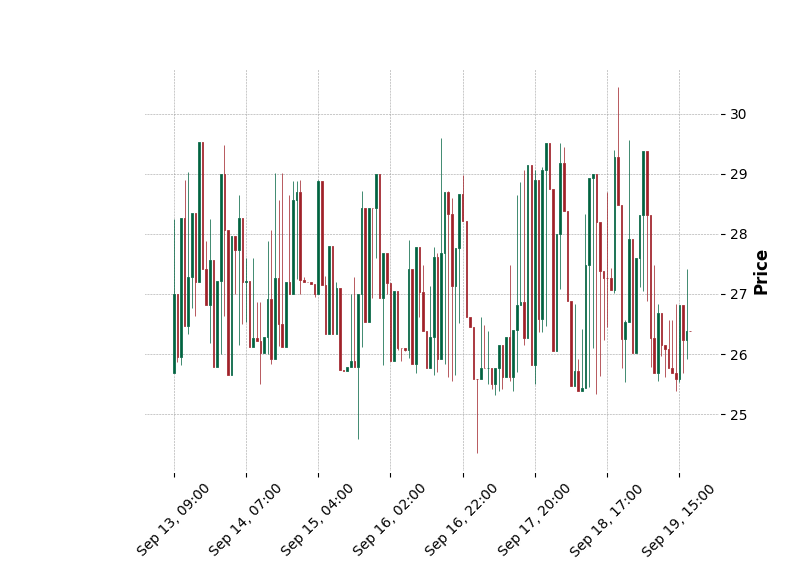 30
29
28
27
26
25
Price
Sep 13, 09:00
Sep 14, 07:00
Sep 15, 04:00
Sep 16, 02:00
Sep 16, 22:00
Sep 17, 20:00
Sep 18, 17:00
Sep 19, 15:00